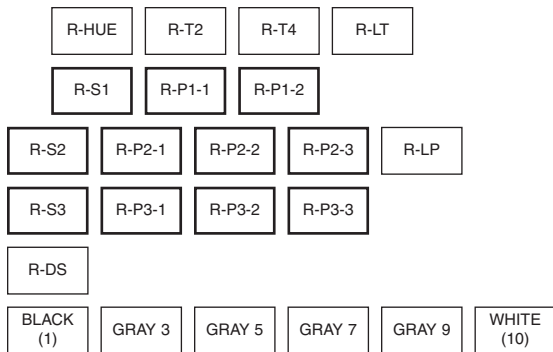 R-HUE R-T2 R-T4 R-LT
R-S1 R-P1-1 R-P1-2
R-S2 R-P2-1 R-P2-2 R-P2-3 R-LP
R-S3 R-P3-1 R-P3-2 R-P3-3
R-DS
BLACK (1) GRAY 3 GRAY 5 GRAY 7 GRAY 9 WHITE (10)